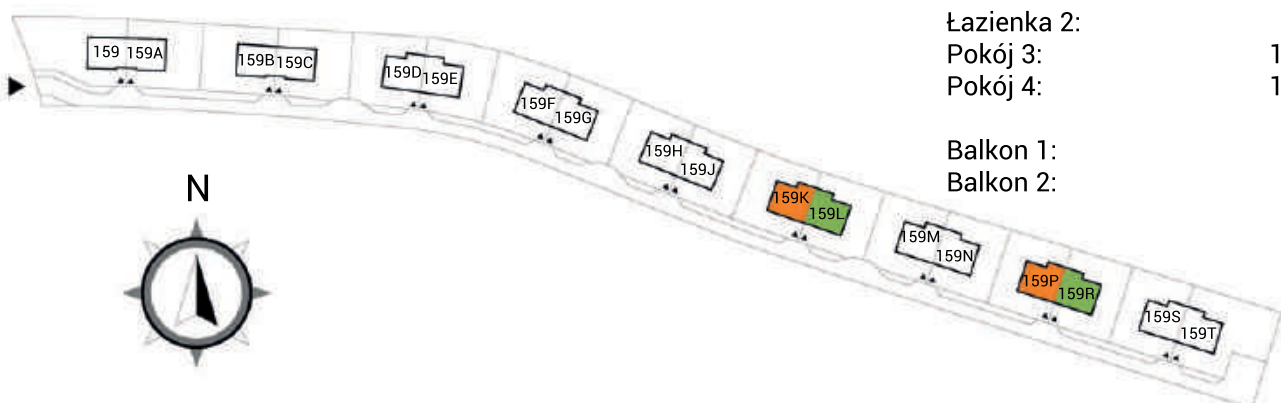 Łazienka 2:
Pokój 3: 1
Pokój 4: 1
Balkon 1:
Balkon 2:
159 159A
159B 159C
159D 159E
159F 159G
159H 159J
159K 159L
159M 159N
159P 159R
159S 159T
N